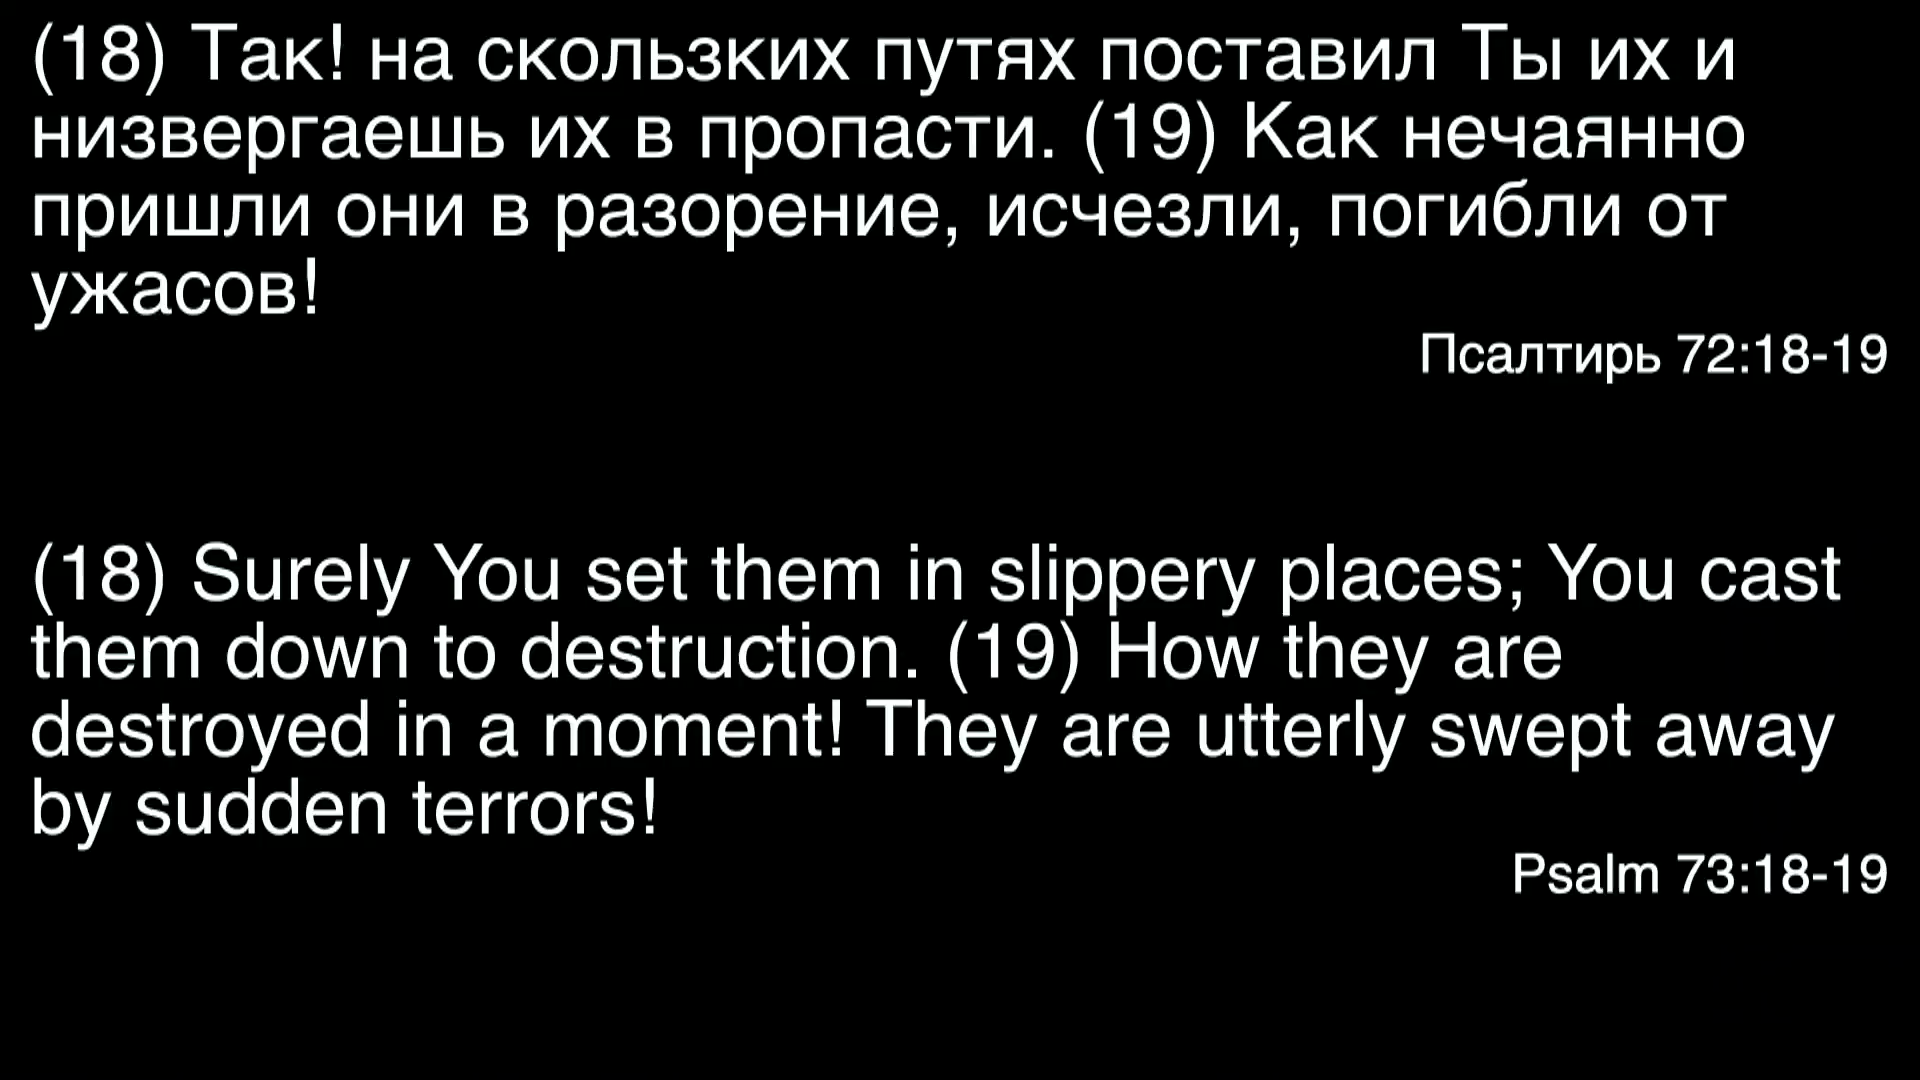 (18) Так! на скользких путях поставил Ты их и
низвергаешь их в пропасти. (19) Как нечаянно
пришли они в разорение, исчезли, погибли от
ужасов!
Псалтирь 72:18-19
(18) Surely You set them in slippery places; You cast
them down to destruction. (19) How they are
destroyed in a moment! They are utterly swept away
by sudden terrors!
Psalm 73:18-19